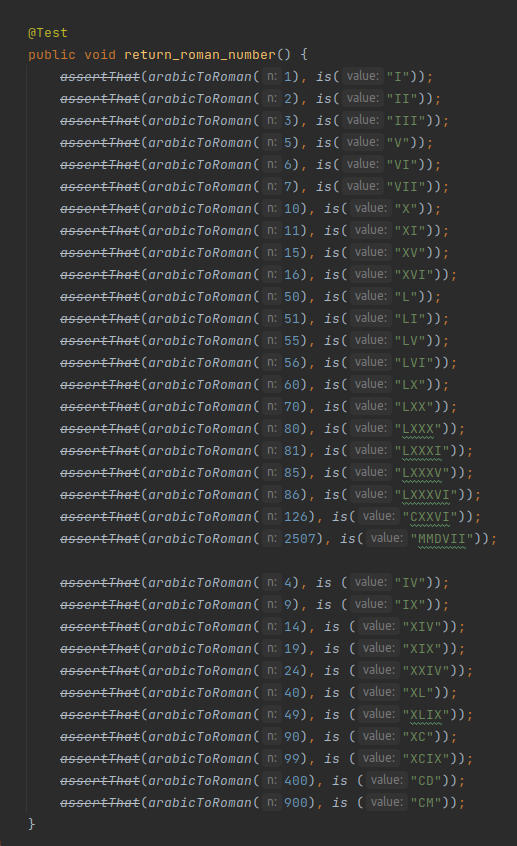 @Test
public void return_roman_number() {
assertThat(arabicToRoman( n: 1), is( value: "I"));
assertThat(arabicToRoman( n: 2), is( value: "II"));
assertThat(arabicToRoman( n: 3), is( value: "III"));
assertThat(arabicToRoman( n: 5), is( value: "V"));
assertThat(arabicToRoman( n: 6), is( value: "VI"));
assertThat(arabicToRoman( n: 7), is( value: "VII"));
assertThat(arabicToRoman( n: 10), is( value: "X"));
assertThat(arabicToRoman( n: 11), is( value: "XI"));
assertThat(arabicToRoman( n: 15), is( value: "XV"));
assertThat(arabicToRoman( n: 16), is( value: "XVI"));
assertThat(arabicToRoman( n: 50), is( value: "L"));
assertThat(arabicToRoman( n: 51), is( value: "LI"));
assertThat(arabicToRoman( n: 55), is( value: "LV"));
assertThat(arabicToRoman( n: 56), is( value: "LVI"));
assertThat(arabicToRoman( n: 60), is( value: "LX"));
assertThat(arabicToRoman( n: 70), is( value: "LXX"));
assertThat(arabicToRoman( n: 80), is( value: "LXXX"));
assertThat(arabicToRoman( n: 81), is( value: "LXXXI"));
assertThat(arabicToRoman( n: 85), is( value: "LXXXV"));
assertThat(arabicToRoman( n: 86), is( value: "LXXXVI"));
assertThat(arabicToRoman( n: 126), is( value: "CXXVI"));
assertThat(arabicToRoman( n: 2507), is( value: "MMDVII"));
assertThat(arabicToRoman( n: 4), is ( value: "IV"));
assertThat(arabicToRoman( n: 9), is ( value: "IX"));
assertThat(arabicToRoman( n: 14), is ( value: "XIV"));
assertThat(arabicToRoman( n: 19), is ( value: "XIX"));
assertThat(arabicToRoman( n: 24), is ( value: "XXIV"));
assertThat(arabicToRoman( n: 40), is ( value: "XL"));
assertThat(arabicToRoman( n: 49), is ( value: "XLIX"));
assertThat(arabicToRoman( n: 90), is ( value: "XC"));
assertThat(arabicToRoman( n: 99), is ( value: "XCIX"));
assertThat(arabicToRoman( n: 400), is ( value: "CD"));
assertThat(arabicToRoman( n: 900), is ( value: "CM"));
}